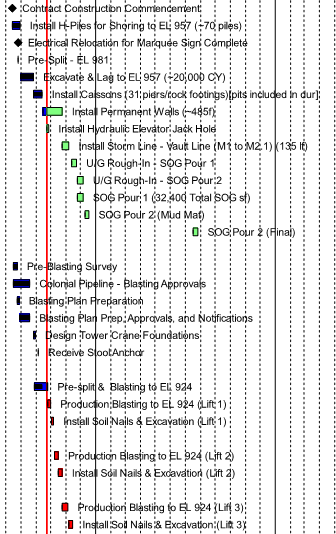 Contract Construction Commencement
Install H-Piles for Shoring to EL 957 (~70 piles)
Electrical Relocation for Marquee Sign Complete
Pre-Split - EL 981
Excavate & Lag to EL 957 (~20,000 CY)
Install Caissons (31 piers/rock footings)[pits included in dur]
Install Permanent Walls (~485lf)
Install Hydraulic Elevator Jack Hole
Install Storm Line - Vault Line (M1 to M2.1) (135 lf)
U/G Rough-In - SOG Pour 1
U/G Rough-In - SOG Pour 2
SOG Pour 1 (32,400 Total SOG sf)
SOG Pour 2 (Mud Mat)
SOG Pour 2 (Final)
Pre-Blasting Survey
Colonial Pipeline - Blasting Approvals
Blasting Plan Preparation
Blasting Plan Prep, Approvals, and Notifications
Design Tower Crane Foundations
Receive Stool Anchor
Pre-split & Blasting to EL 924
Production Blasting to EL 924 (Lift 1)
Install Soil Nails & Excavation (Lift 1)
Production Blasting to EL 924 (Lift 2)
Install Soil Nails & Excavation (Lift 2)
Production Blasting to EL 924 (Lift 3)
Install Soil Nails & Excavation (Lift 3)